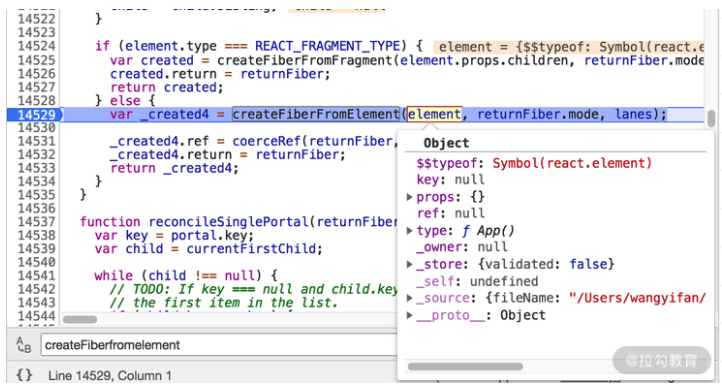 14522 }
14523
14524 if (element.type === REACT_FRAGMENT_TYPE) { element = {$$typeof: Symbol(react.e
14525 var created = createFiberFromFragment(element.props.children, returnFiber.mode
14526 created.return = returnFiber;
14527 return created;
14528 } else {
14529 var _created4 = createFiberFromElement(element, returnFiber.mode, lanes);
14530
14531 _created4.ref = coerceRef(returnFiber,
14532 _created4.return = returnFiber;
14533 return _created4;
14534 }
14535 }
14536
14537 function reconcileSinglePortal(returnFiber
14538 var key = portal.key;
14539 var child = currentFirstChild;
14540
14541 while (child !== null) {
14542 // TODO: If key === null and child.key
14543 // the first item in the list.
14544
Object
$$typeof: Symbol(react.element)
key: null
props: {}
ref: null
type: ƒ App()
_owner: null
_store: {validated: false}
_self: undefined
_source: {fileName: "/Users/wangyifan/
__proto__: Object
createFiberfromelement
{} Line 14529, Column 1
@拉勾教育